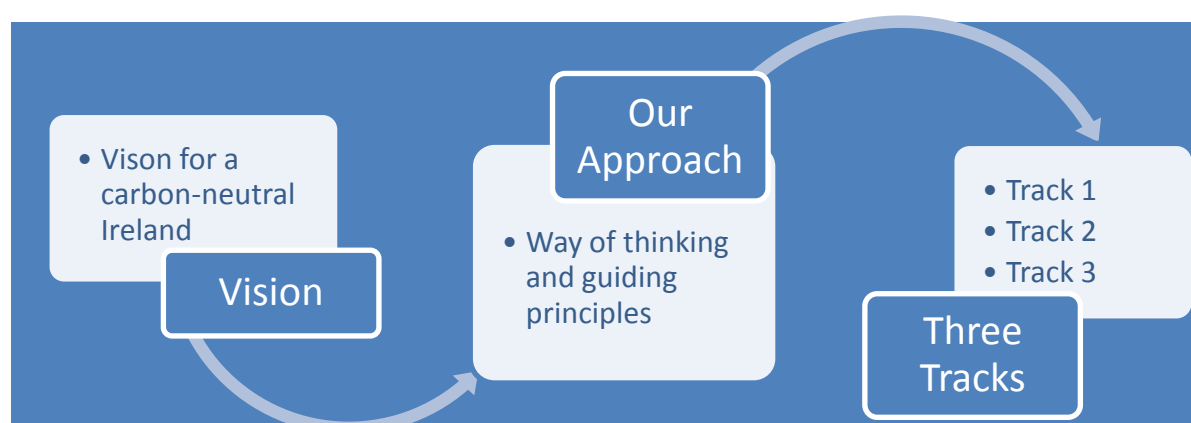 • Vison for a
carbon-neutral
Ireland
Vision
Our
Approach
• Way of thinking
and guiding
principles
• Track 1
• Track 2
• Track 3
Three
Tracks